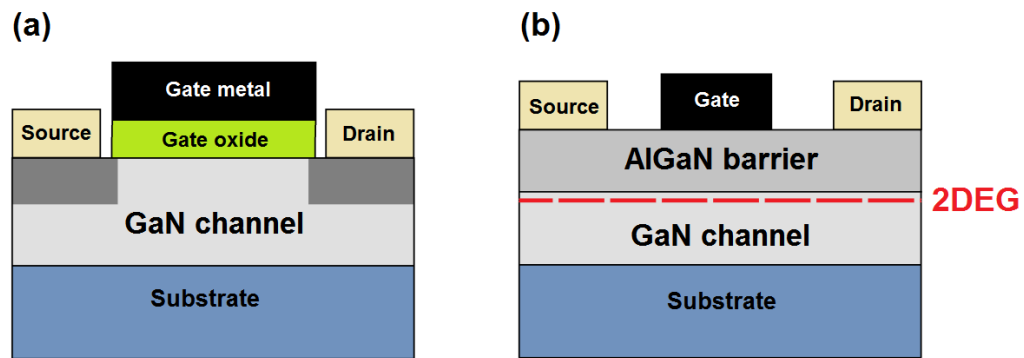 (a)
Gate metal
Source
Gate oxide
Drain
GaN channel
Substrate
(b)
Source
Gate
Drain
AlGaN barrier
2DEG
GaN channel
Substrate